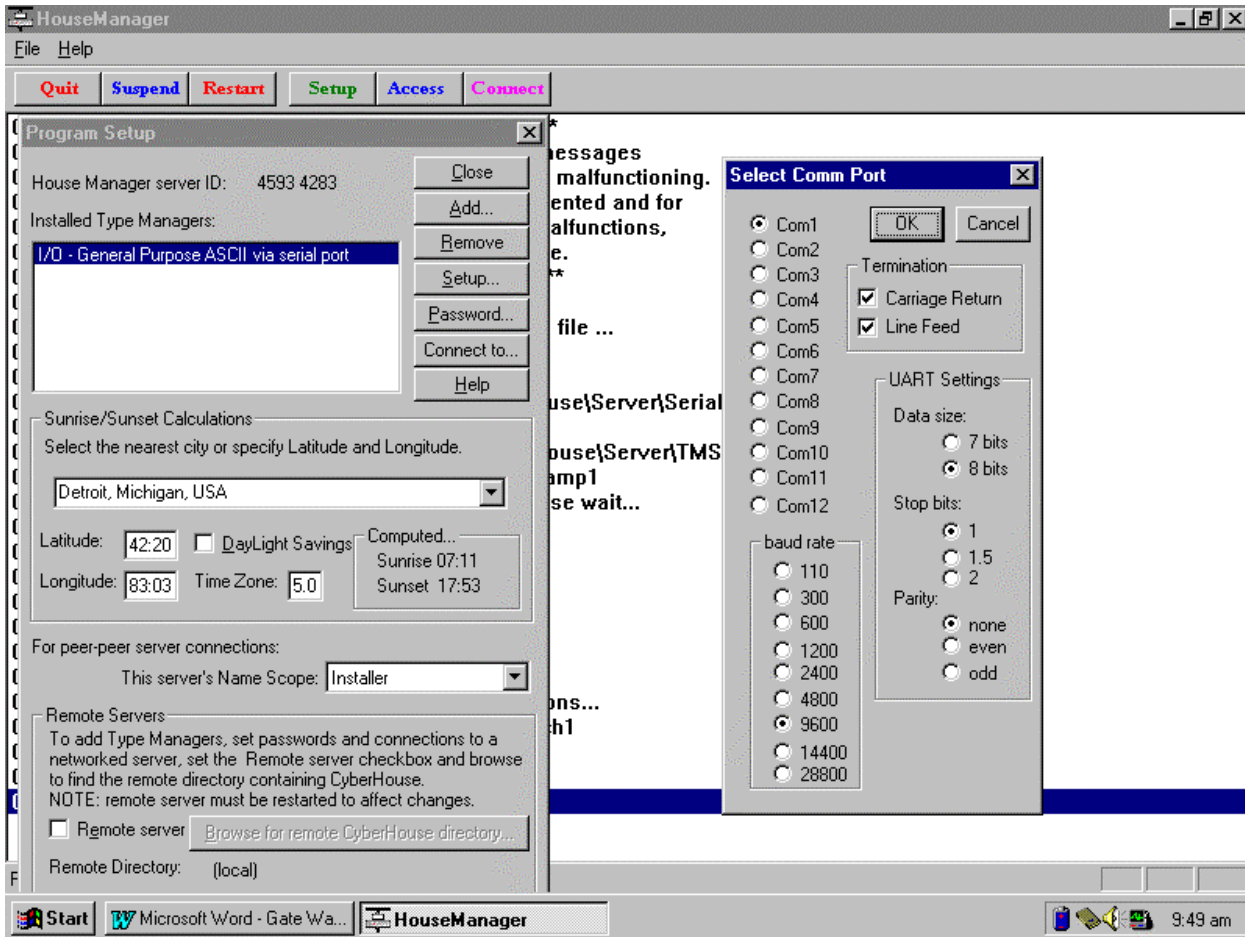 HouseManager
File Help
Quit Suspend Restart Setup Access Connect
Program Setup
House Manager server ID: 4593 4283
Installed Type Managers:
I/O - General Purpose ASCII via serial port
Close
Add...
Remove
Setup...
Password...
Connect to...
Help
Sunrise/Sunset Calculations
Select the nearest city or specify Latitude and Longitude.
Detroit, Michigan, USA
Latitude: 42:20 DayLight Savings
Longitude: 83:03 Time Zone: 5.0
Computed...
Sunrise 07:11
Sunset 17:53
For peer-peer server connections:
This server's Name Scope: Installer
Remote Servers
To add Type Managers, set passwords and connections to a
networked server, set the Remote server checkbox and browse
to find the remote directory containing CyberHouse.
NOTE: remote server must be restarted to affect changes.
Remote server Browse for remote CyberHouse directory...
Remote Directory: (local)
*
essages
malfunctioning.
ented and for
alfunctions,
e.
**
file ...
use\Server\Serial
ouse\Server\TMS
amp1
se wait...
ons...
h1
Select Comm Port
Com1
Com2
Com3
Com4
Com5
Com6
Com7
Com8
Com9
Com10
Com11
Com12
OK Cancel
Termination
Carriage Return
Line Feed
baud rate
110
300
600
1200
2400
4800
9600
14400
28800
UART Settings
Data size:
7 bits
8 bits
Stop bits:
1
1.5
2
Parity:
none
even
odd
Start Microsoft Word - Gate Wa... HouseManager 9:49 am